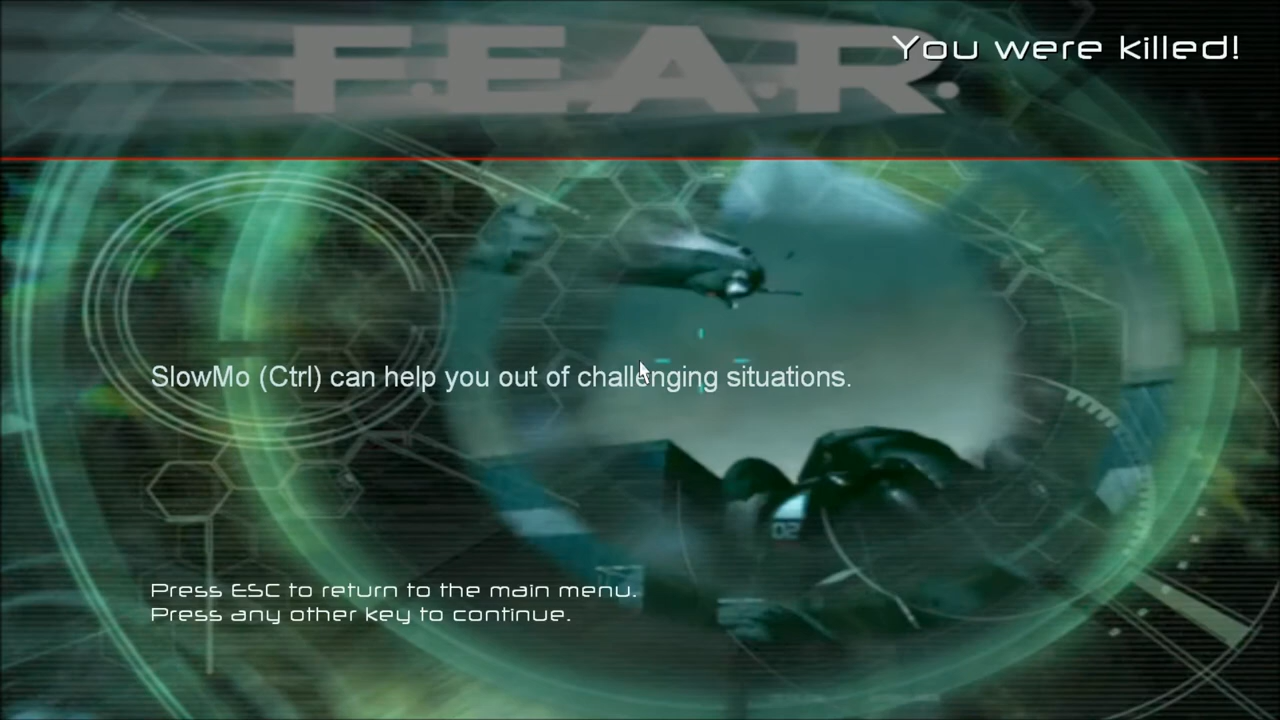 F.E.A.R.
You were killed!
SlowMo (Ctrl) can help you out of challenging situations.
02
Press ESC to return to the main menu.
Press any other key to continue.